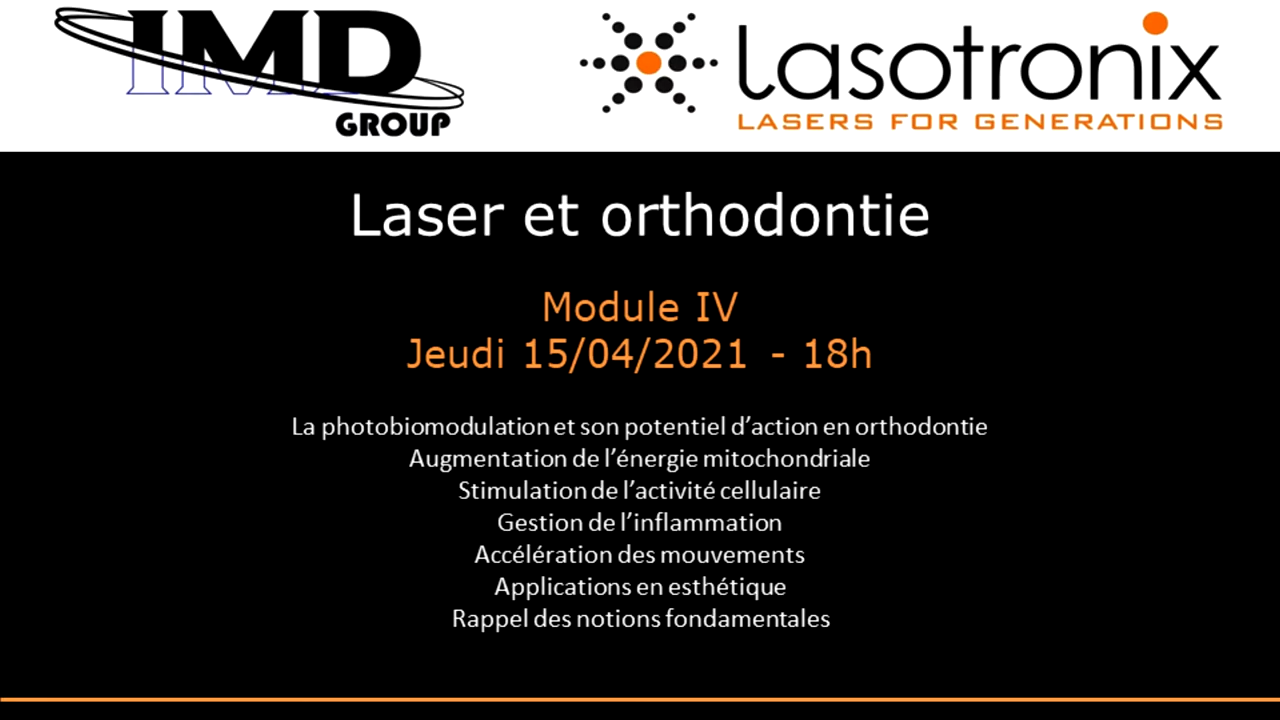 IMD
GROUP
Lasotronix
LASERS FOR GENERATIONS
Laser et orthodontie
Module IV
Jeudi 15/04/2021 - 18h
La photobiomodulation et son potentiel d’action en orthodontie
Augmentation de l’énergie mitochondriale
Stimulation de l’activité cellulaire
Gestion de l’inflammation
Accélération des mouvements
Applications en esthétique
Rappel des notions fondamentales